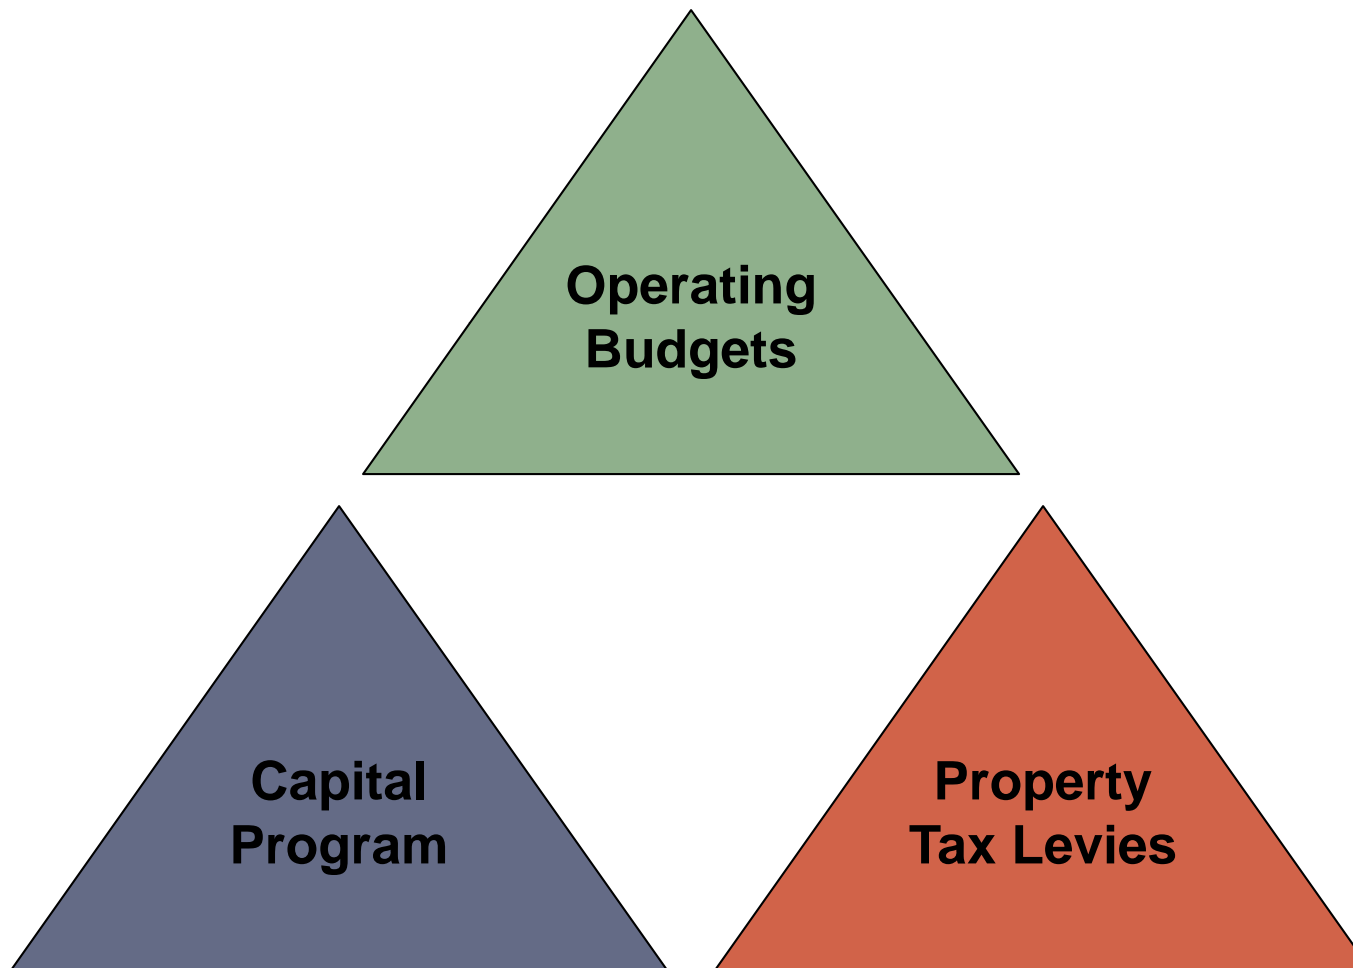 Operating
Budgets
Capital
Program
Property
Tax Levies